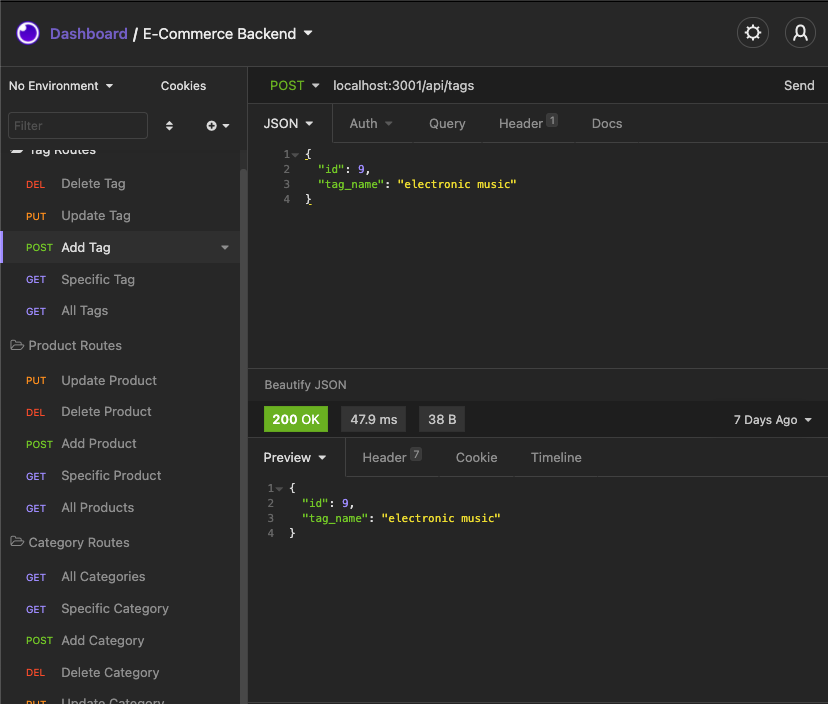 Dashboard / E-Commerce Backend
No Environment
Cookies
Filter
Tag Routes
DEL Delete Tag
PUT Update Tag
POST Add Tag
GET Specific Tag
GET All Tags
Product Routes
PUT Update Product
DEL Delete Product
POST Add Product
GET Specific Product
GET All Products
Category Routes
GET All Categories
GET Specific Category
POST Add Category
DEL Delete Category
PUT Update Category
POST localhost:3001/api/tags Send
JSON Auth Query Header 1 Docs
1 {
2 "id": 9,
3 "tag_name": "electronic music"
4 }
Beautify JSON
200 OK 47.9 ms 38 B 7 Days Ago
Preview Header 7 Cookie Timeline
1 {
2 "id": 9,
3 "tag_name": "electronic music"
4 }